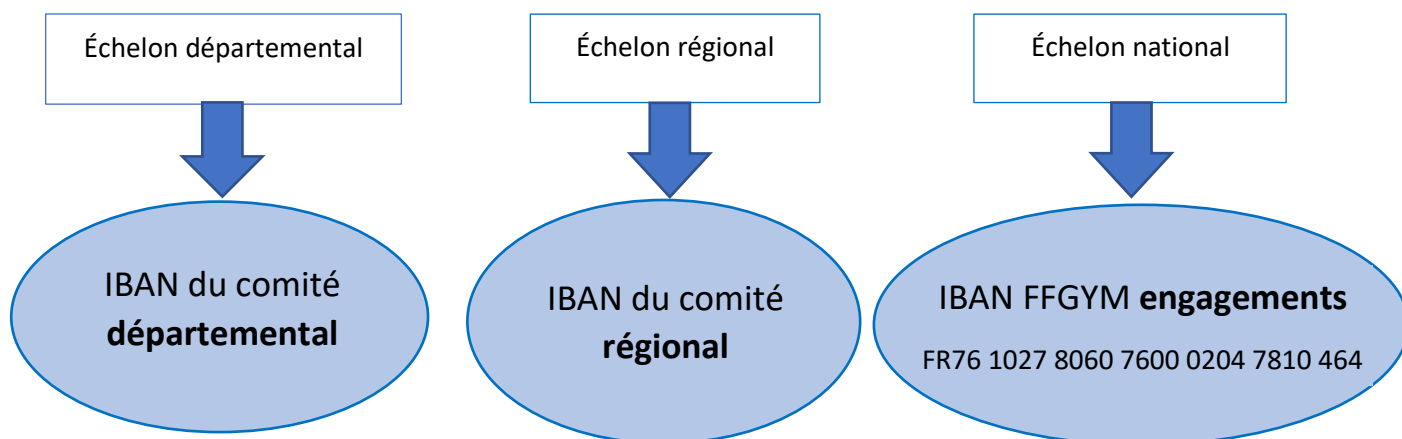 Échelon départemental
Échelon régional
Échelon national
IBAN du comité
départemental
IBAN du comité
régional
IBAN FFGYM engagements
FR76 1027 8060 7600 0204 7810 464